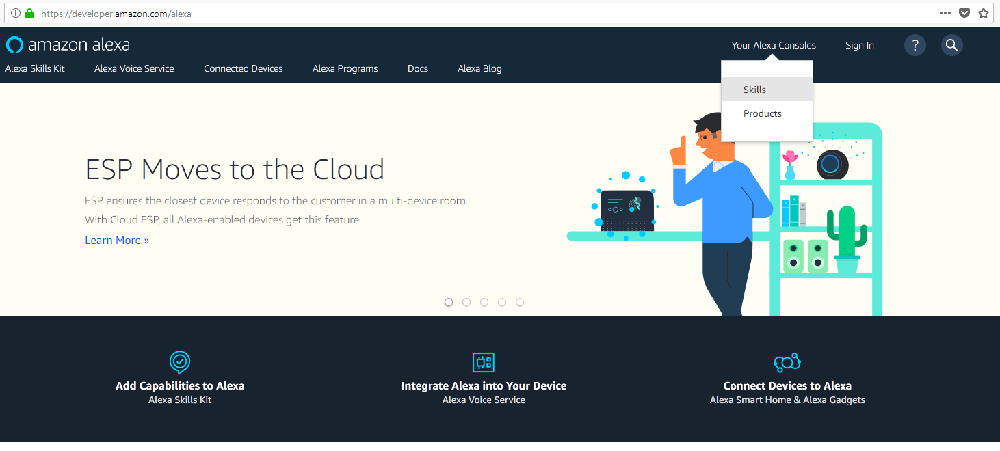 https://developer.amazon.com/alexa
amazon alexa
Your Alexa Consoles
Sign In
?
Alexa Skills Kit
Alexa Voice Service
Connected Devices
Alexa Programs
Docs
Alexa Blog
Skills
Products
ESP Moves to the Cloud
ESP ensures the closest device responds to the customer in a multi-device room.
With Cloud ESP, all Alexa-enabled devices get this feature.
Learn More »
Add Capabilities to Alexa
Alexa Skills Kit
Integrate Alexa into Your Device
Alexa Voice Service
Connect Devices to Alexa
Alexa Smart Home & Alexa Gadgets